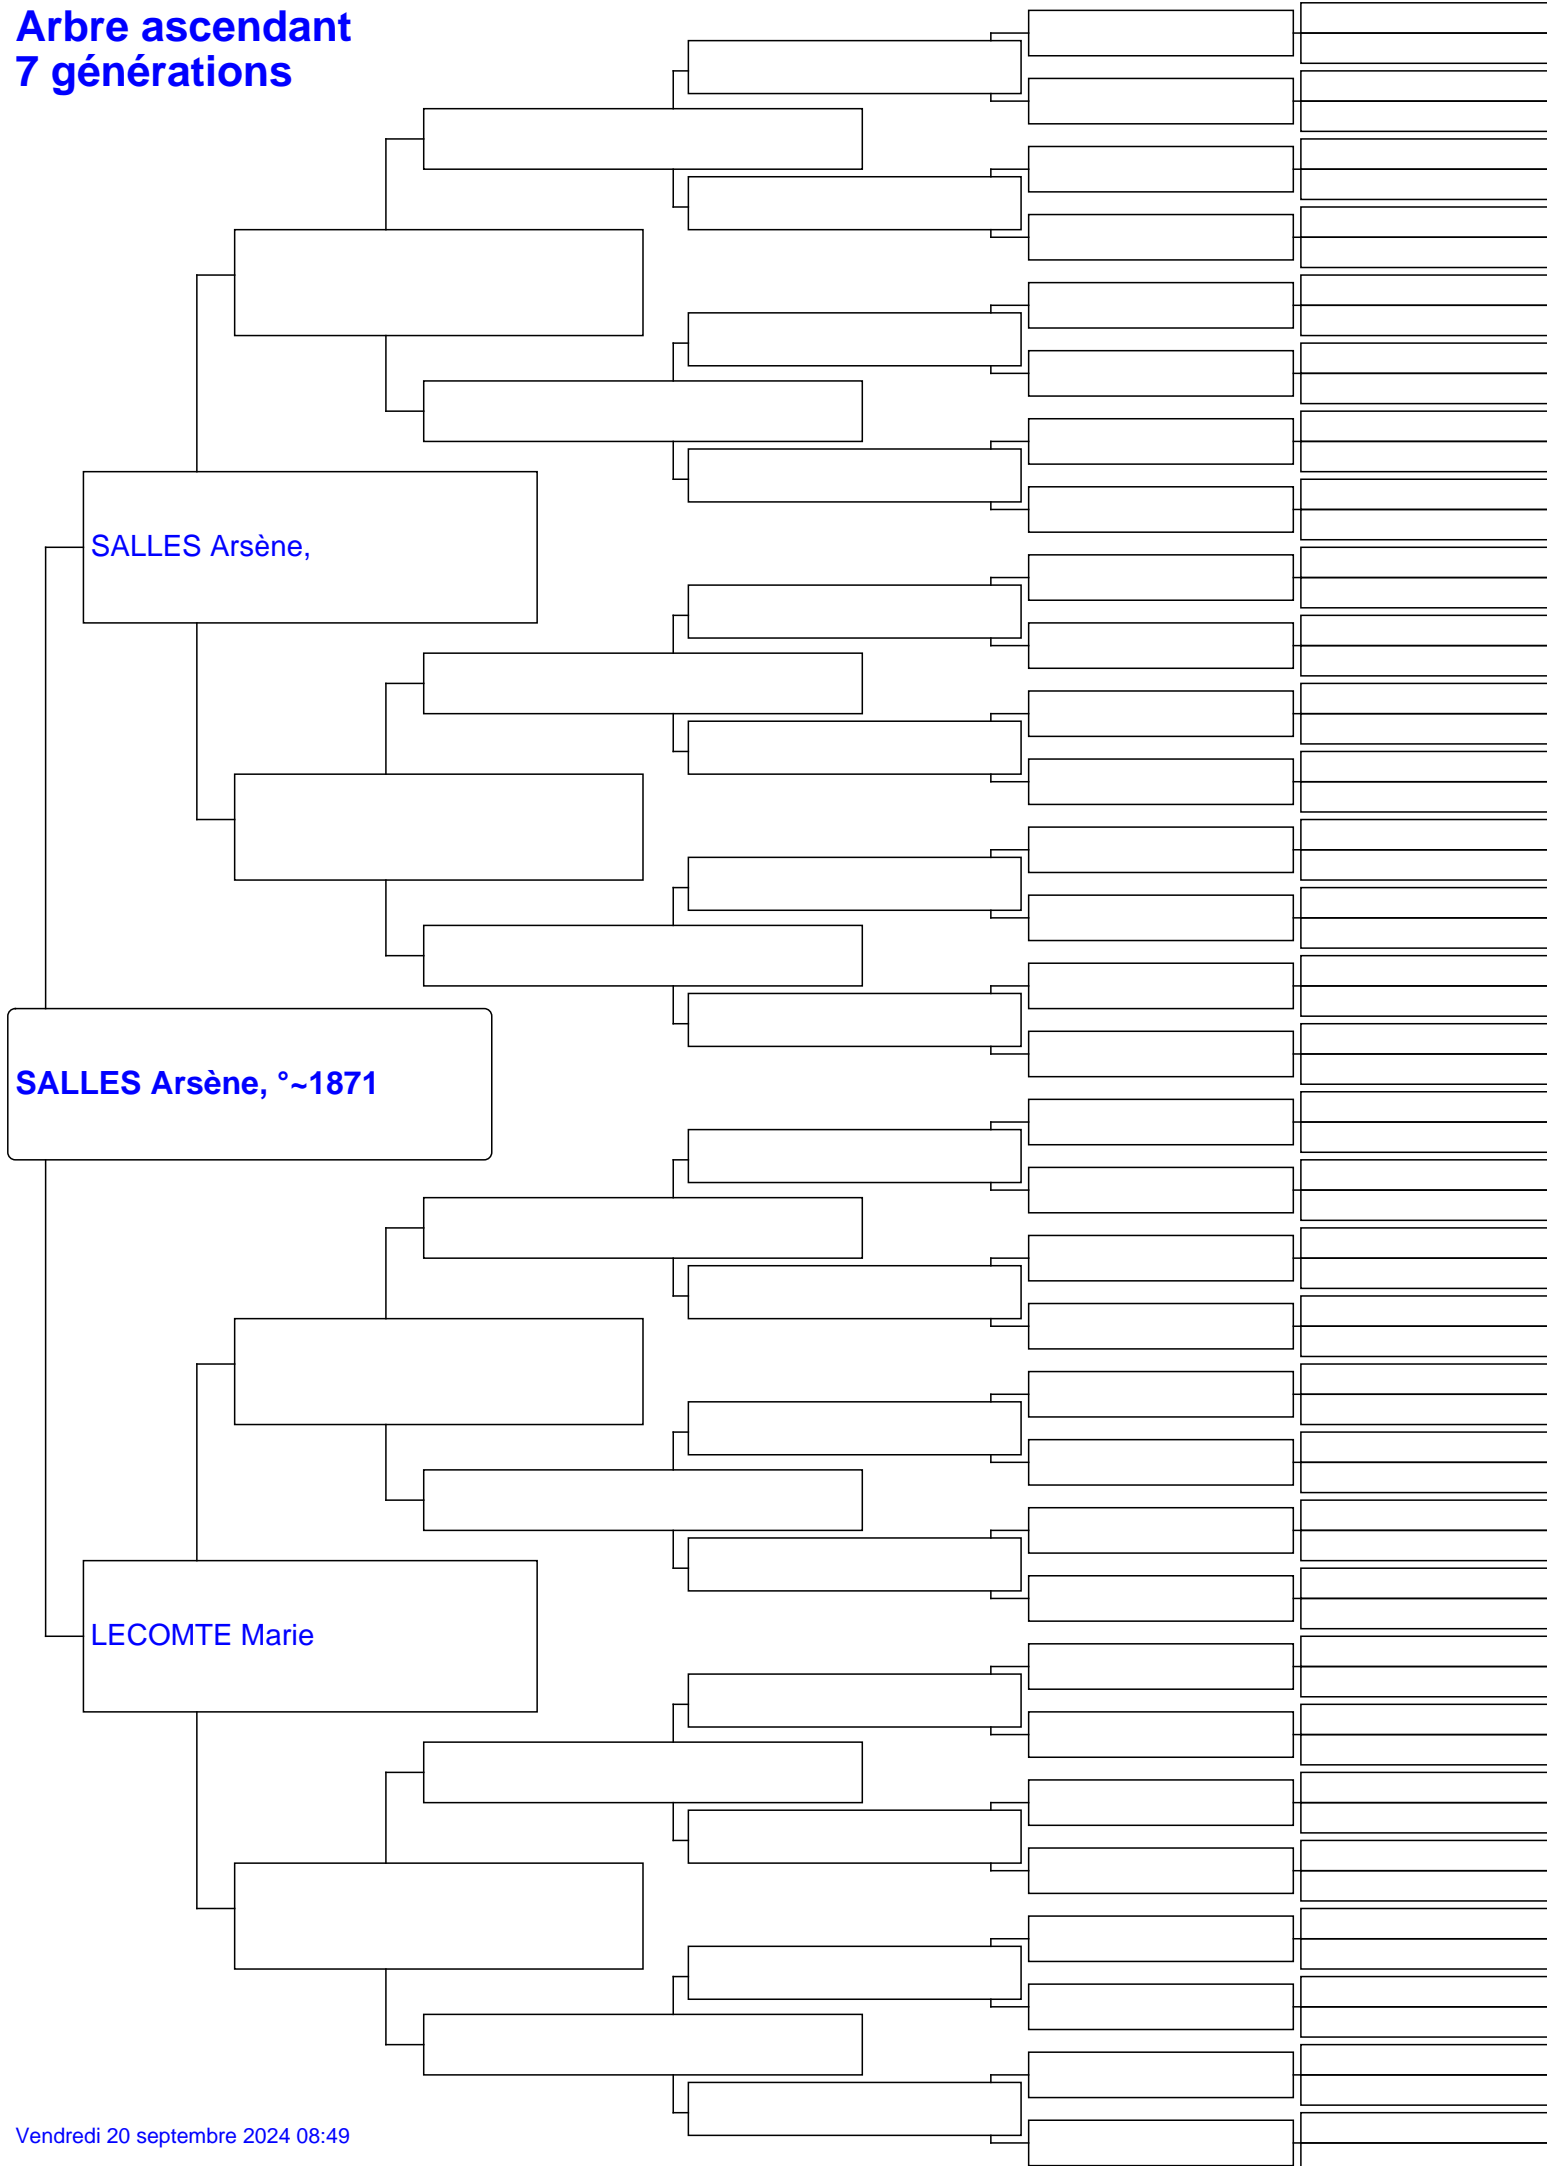 Arbre ascendant
7 générations
SALLES Arsène,
SALLES Arsène, °~1871
LECOMTE Marie
Vendredi 20 septembre 2024 08:49